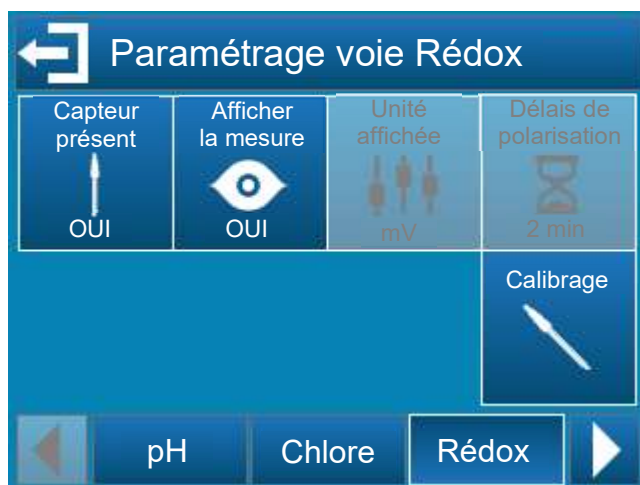 Paramétrage voie Rédox
Capteur
présent
OUI
Afficher
la mesure
OUI
Unité
affichée
mV
Délais de
polarisation
2 min
Calibrage
pH
Chlore
Rédox